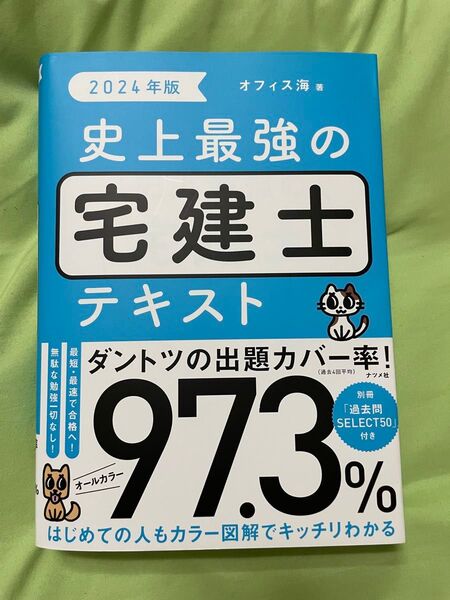 2024年版
オフィス海 著
史上最強の
宅建士
テキスト
最短・最速で合格へ!
無駄な勉強一切なし!
ダントツの出題カバー率!
(過去4回平均)
ナツメ社
別冊
「過去問
SELECT50」
付き
オールカラー
97.3%
はじめての人もカラー図解でキッチリわかる